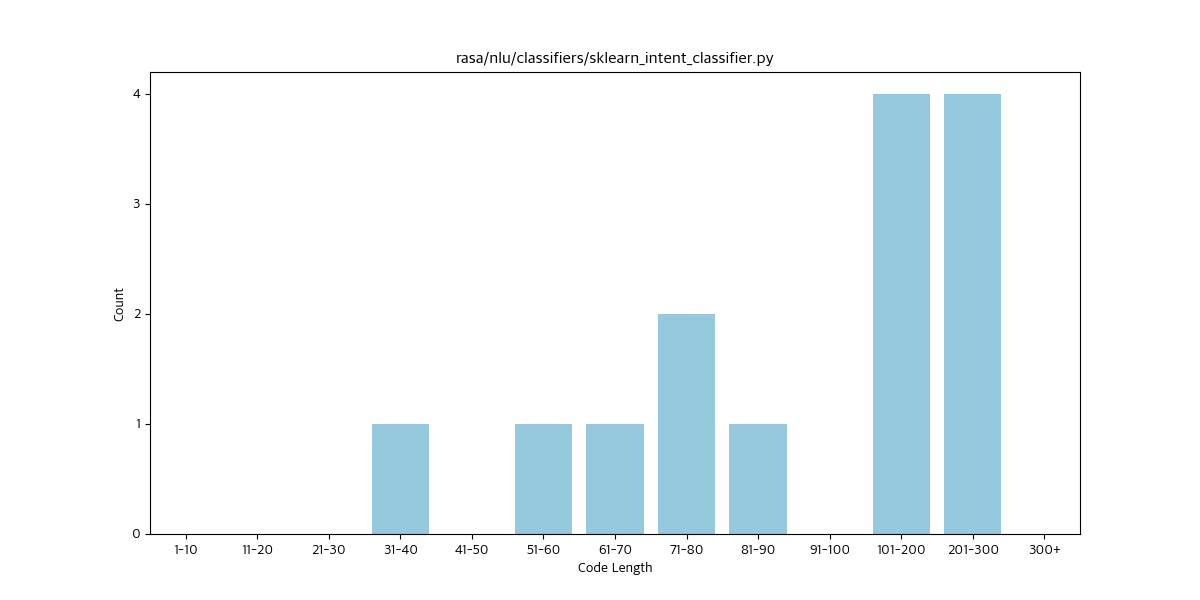 rasa/nlu/classifiers/sklearn_intent_classifier.py
4
3
2
1
0
Count
1-10 11-20 21-30 31-40 41-50 51-60 61-70 71-80 81-90 91-100 101-200 201-300 300+
Code Length